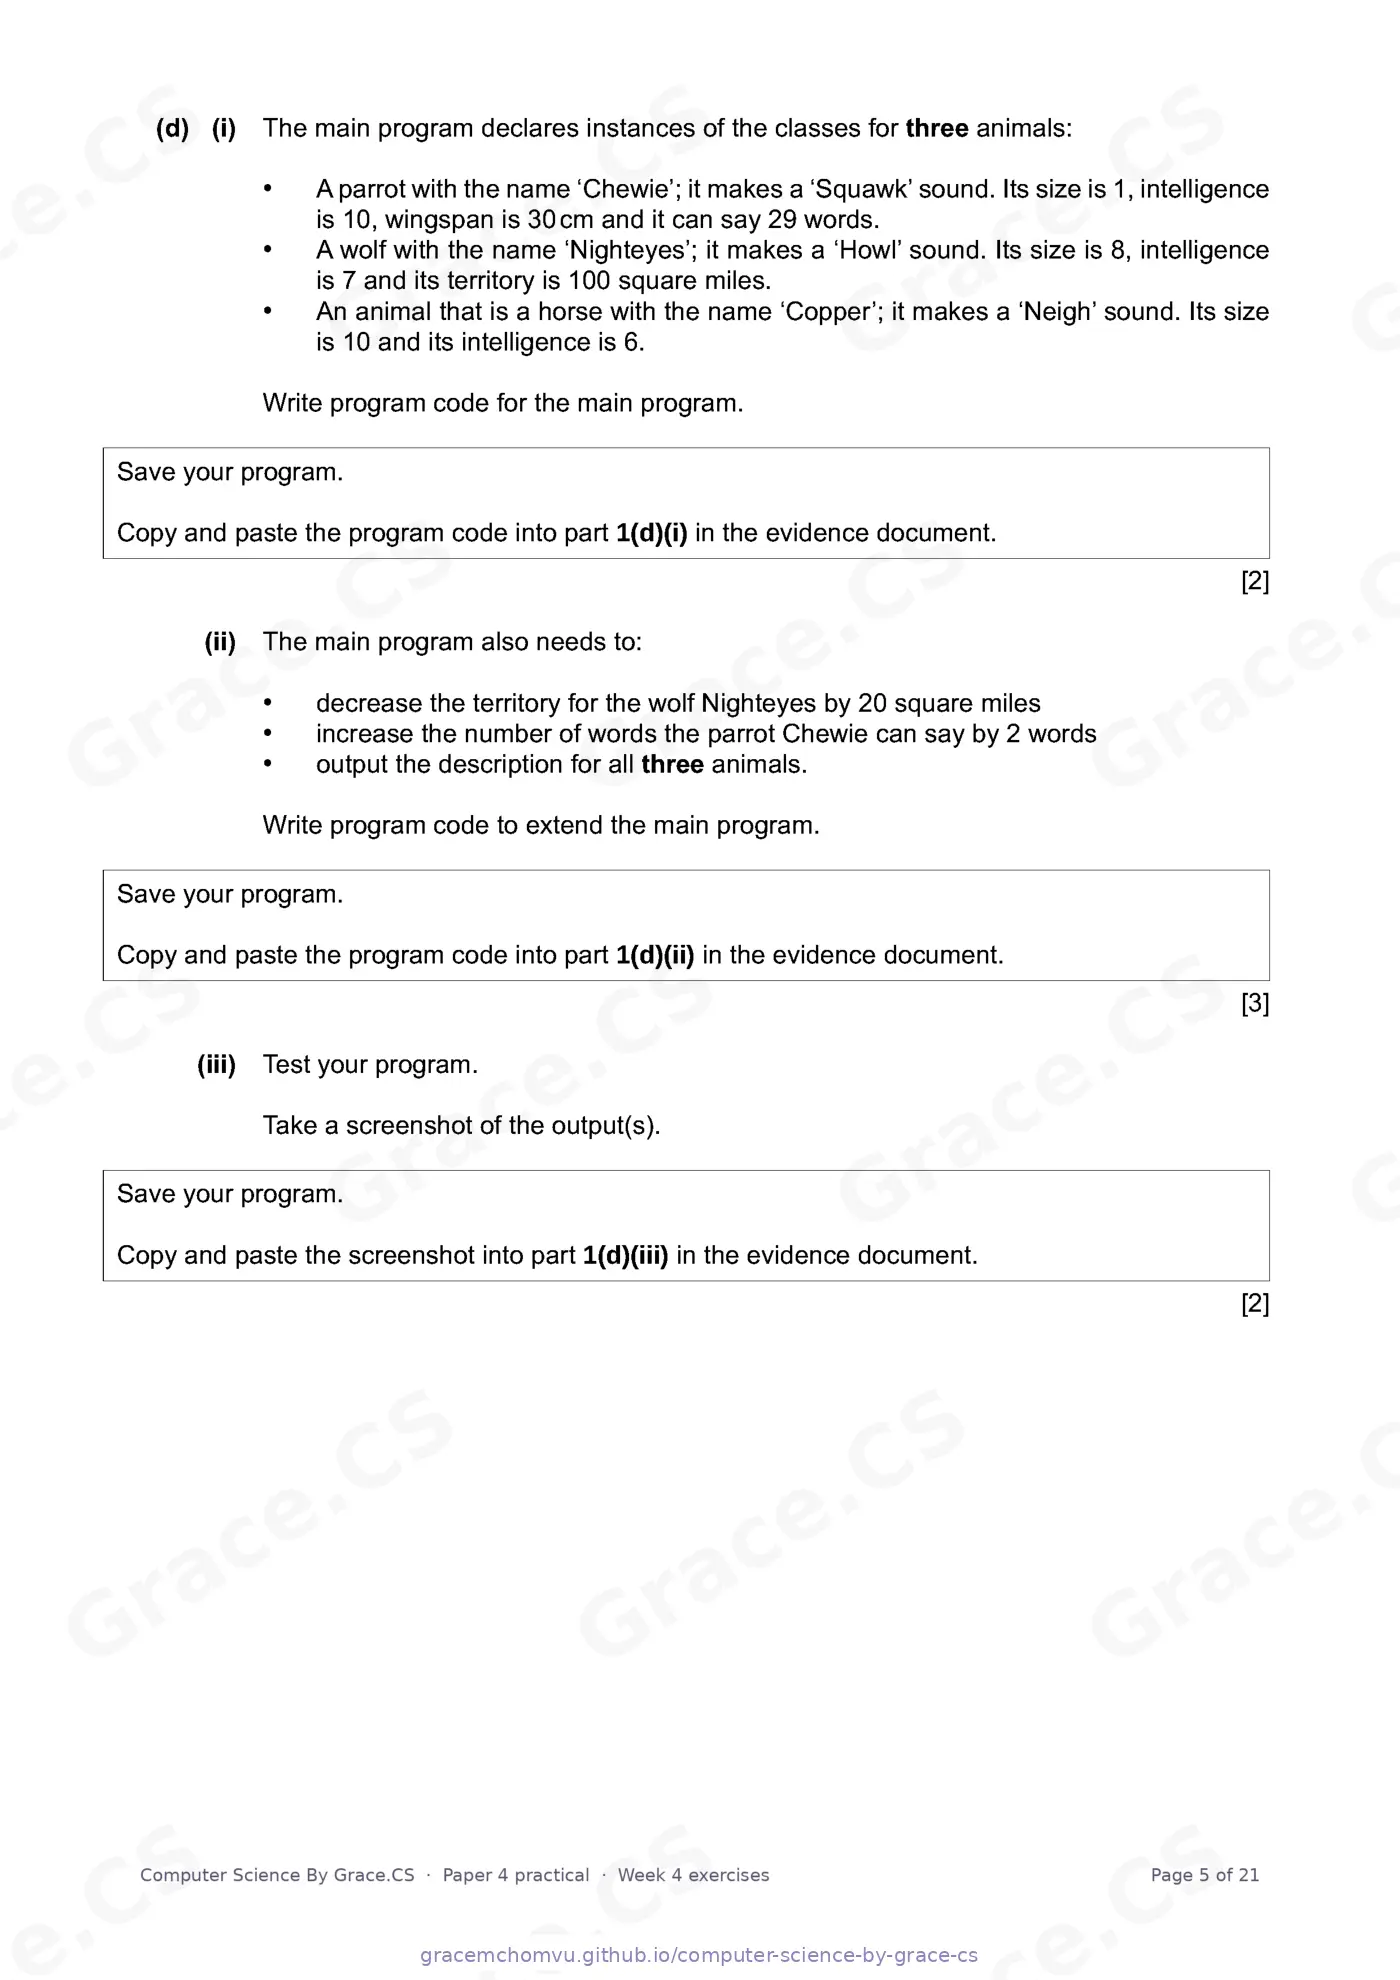 (d) (i) The main program declares instances of the classes for three animals:
• A parrot with the name ‘Chewie’; it makes a ‘Squawk’ sound. Its size is 1, intelligence
is 10, wingspan is 30 cm and it can say 29 words.
• A wolf with the name ‘Nighteyes’; it makes a ‘Howl’ sound. Its size is 8, intelligence
is 7 and its territory is 100 square miles.
• An animal that is a horse with the name ‘Copper’; it makes a ‘Neigh’ sound. Its size
is 10 and its intelligence is 6.
Write program code for the main program.
Save your program.
Copy and paste the program code into part 1(d)(i) in the evidence document.
[2]
(ii) The main program also needs to:
• decrease the territory for the wolf Nighteyes by 20 square miles
• increase the number of words the parrot Chewie can say by 2 words
• output the description for all three animals.
Write program code to extend the main program.
Save your program.
Copy and paste the program code into part 1(d)(ii) in the evidence document.
[3]
(iii) Test your program.
Take a screenshot of the output(s).
Save your program.
Copy and paste the screenshot into part 1(d)(iii) in the evidence document.
[2]
Computer Science By Grace.CS · Paper 4 practical · Week 4 exercises Page 5 of 21
gracemchomvu.github.io/computer-science-by-grace-cs